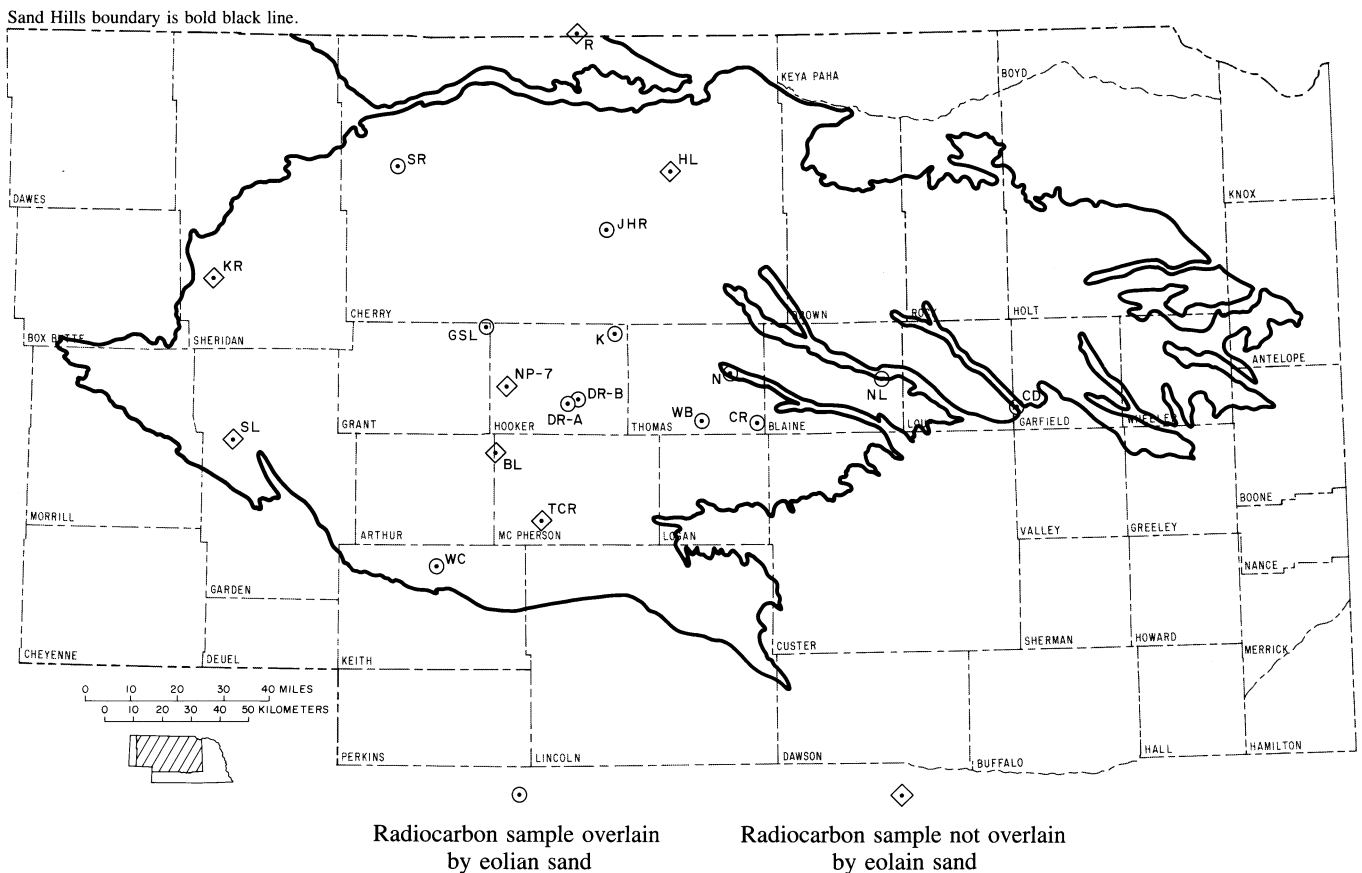 Sand Hills boundary is bold black line.
R
KEYA PAHA
BOYD
SR
HL
DAWES
KNOX
JHR
KR
CHERRY
BROWN
ROCK
HOLT
GSL
K
BOX BUTTE
SHERIDAN
ANTELOPE
NP-7
N
NL
DR-B
DR-A
CD
WB
CR
SL
GRANT
HOOKER
THOMAS
BLAINE
LOUP
GARFIELD
WHEELER
BL
BOONE
TCR
MORRILL
ARTHUR
MC PHERSON
LOGAN
VALLEY
GREELEY
WC
NANCE
GARDEN
CUSTER
SHERMAN
HOWARD
MERRICK
CHEYENNE
DEUEL
KEITH
0 10 20 30 40 MILES
0 10 20 30 40 50 KILOMETERS
PERKINS
LINCOLN
DAWSON
BUFFALO
HALL
HAMILTON
Radiocarbon sample overlain
by eolian sand
Radiocarbon sample not overlain
by eolain sand